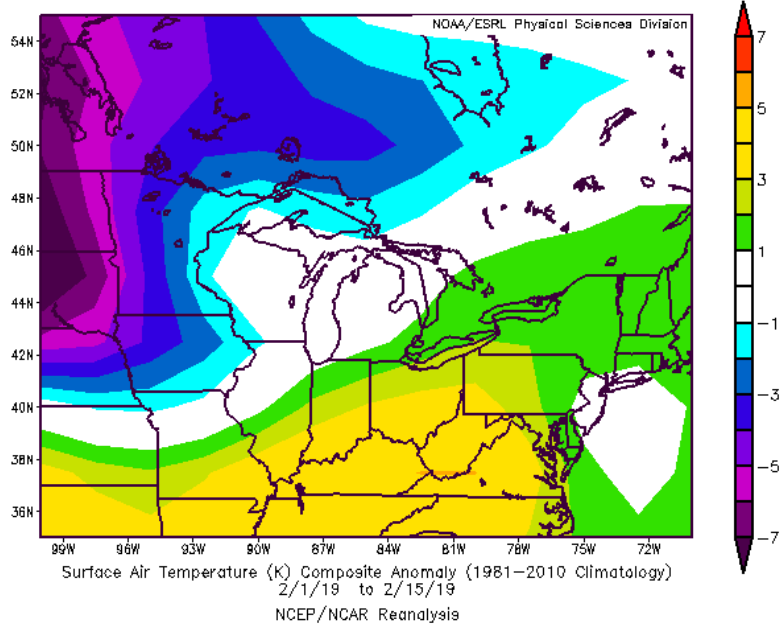 NOAA/ESRL Physical Sciences Division
54N
52N
50N
48N
46N
44N
42N
40N
38N
36N
99W 96W 93W 90W 87W 84W 81W 78W 75W 72W
7
5
3
1
-1
-3
-5
-7
Surface Air Temperature (K) Composite Anomaly (1981-2010 Climatology)
2/1/19 to 2/15/19
NCEP/NCAR Reanalysis